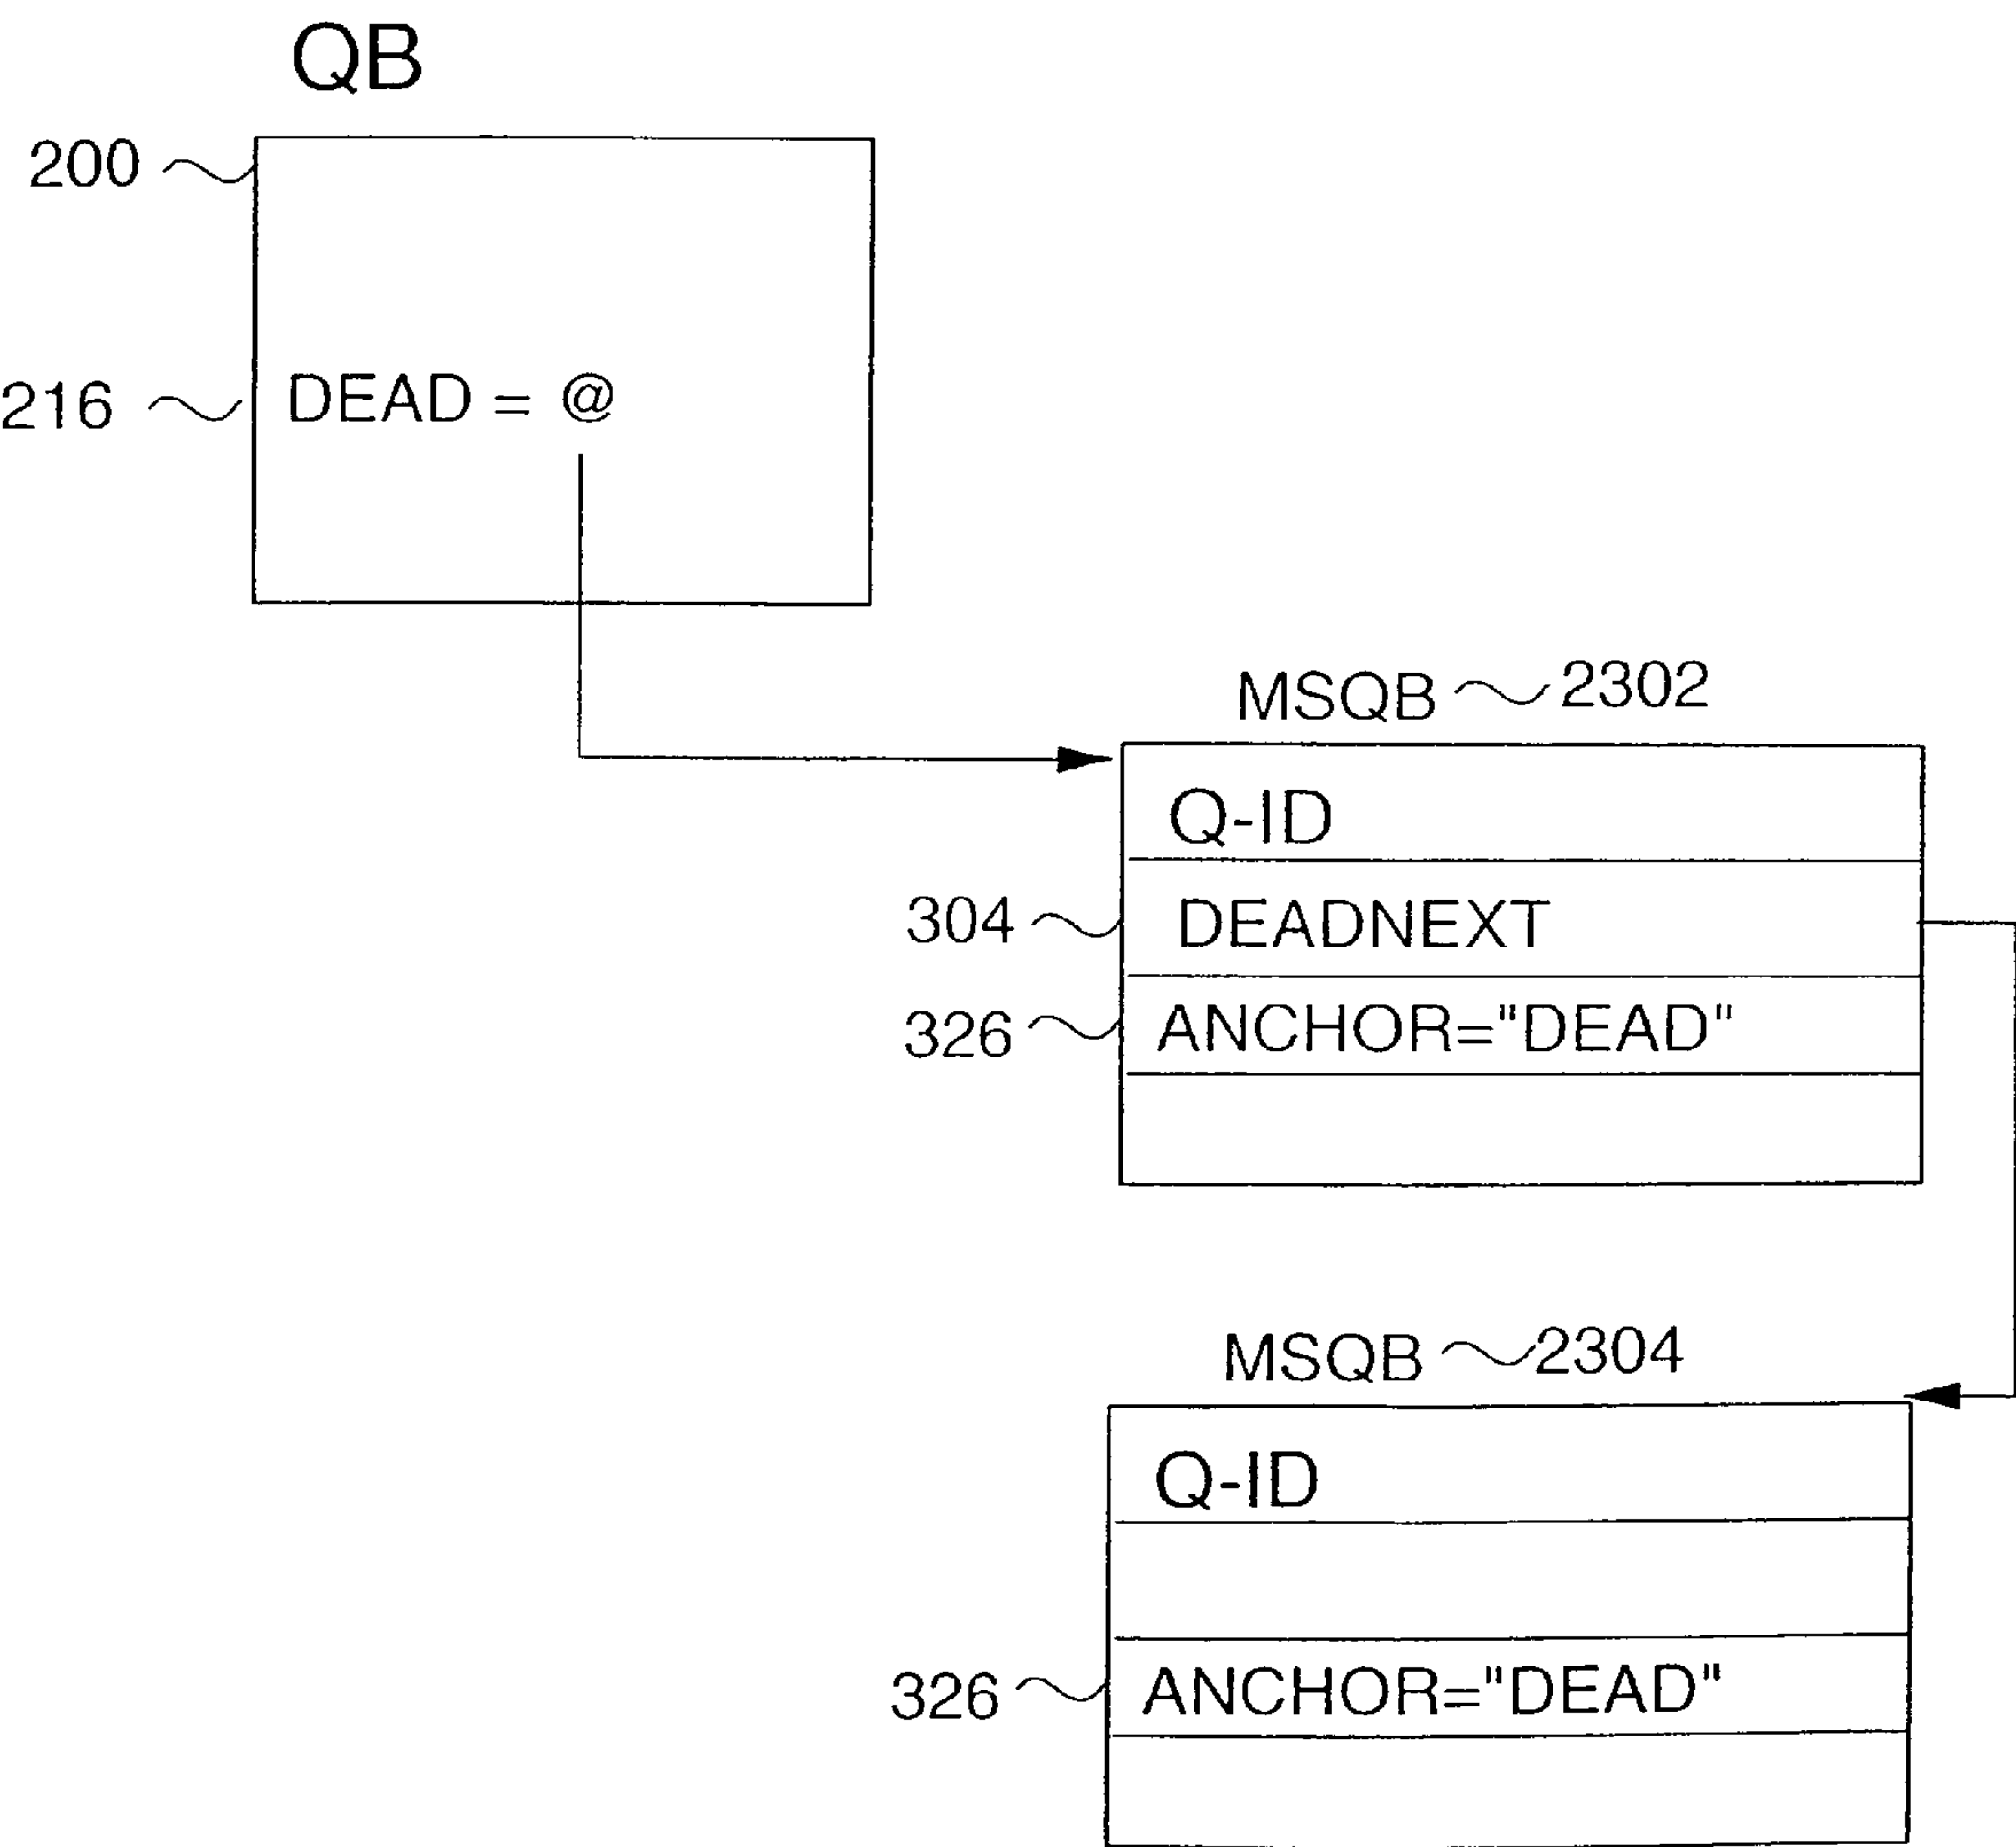 QB
200
216 DEAD = @
MSQB 2302
Q-ID
304 DEADNEXT
326 ANCHOR="DEAD"
MSQB 2304
Q-ID
326 ANCHOR="DEAD"